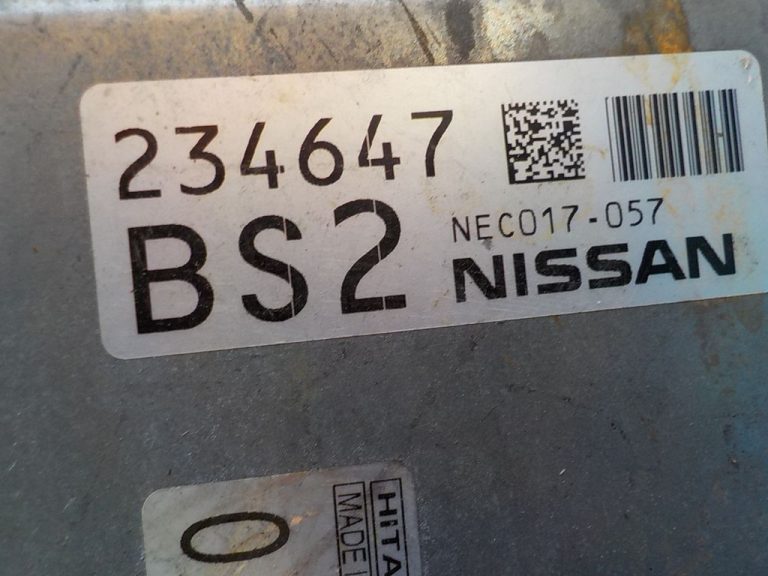 234647
BS2
NEC017-057
NISSAN
0
HiTA
MADE I